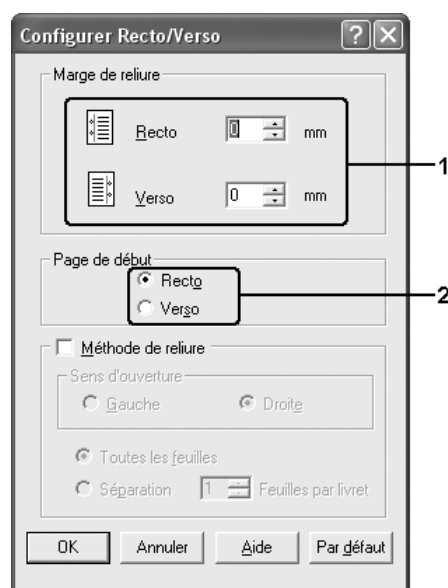 Configurer Recto/Verso
Marge de reliure
Recto 0 mm
1
Verso 0 mm
Page de début
Recto
2
Verso
Méthode de reliure
Sens d'ouverture
Gauche Droite
Toutes les feuilles
Séparation 1 Feuilles par livret
OK Annuler Aide Par défaut